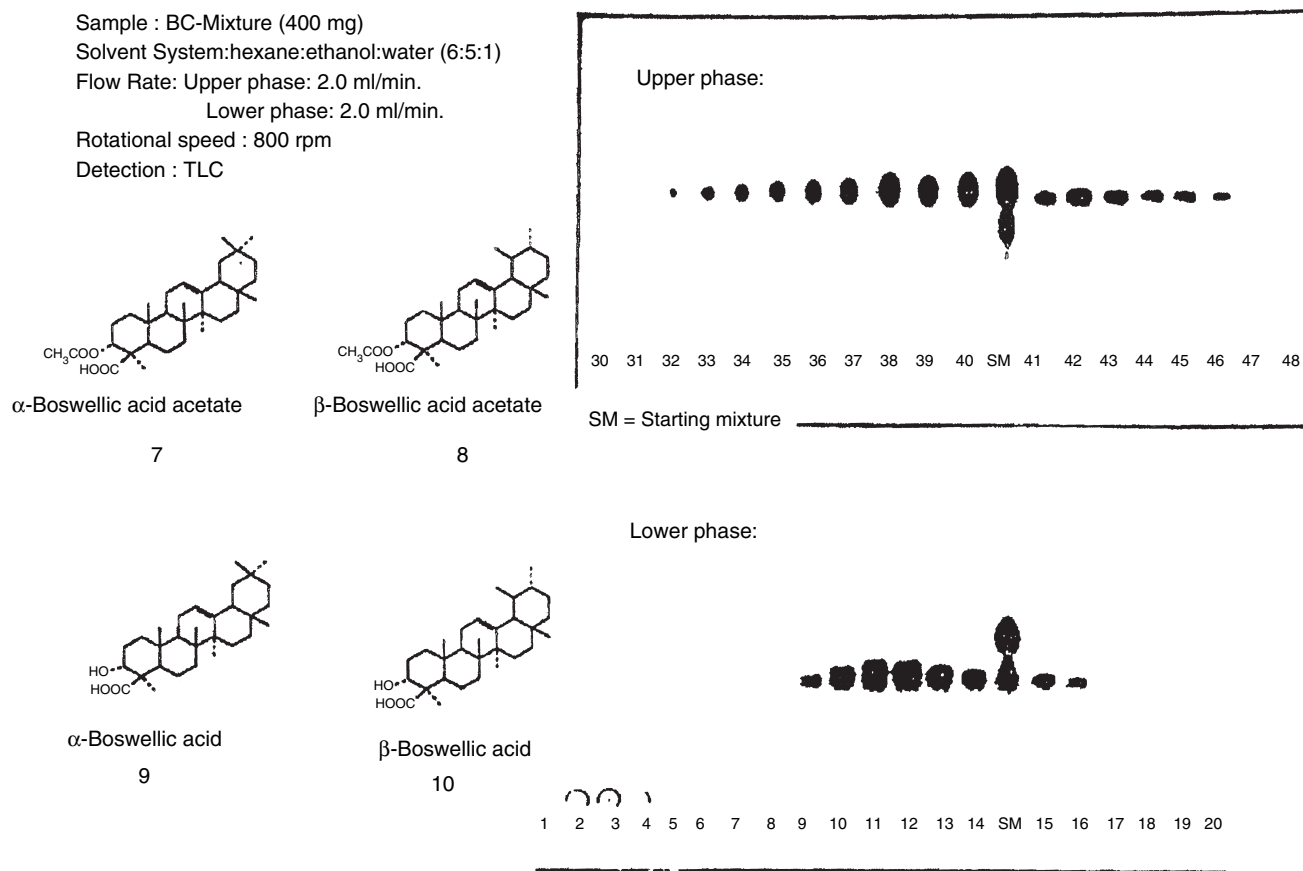 Sample : BC-Mixture (400 mg)
Solvent System:hexane:ethanol:water (6:5:1)
Flow Rate: Upper phase: 2.0 ml/min.
Lower phase: 2.0 ml/min.
Rotational speed : 800 rpm
Detection : TLC
CH3COO
HOOC
α-Boswellic acid acetate
7
CH3COO
HOOC
β-Boswellic acid acetate
8
Upper phase:
30 31 32 33 34 35 36 37 38 39 40 SM 41 42 43 44 45 46 47 48
SM = Starting mixture
HO
HOOC
α-Boswellic acid
9
HO
HOOC
β-Boswellic acid
10
Lower phase:
1 2 3 4 5 6 7 8 9 10 11 12 13 14 SM 15 16 17 18 19 20